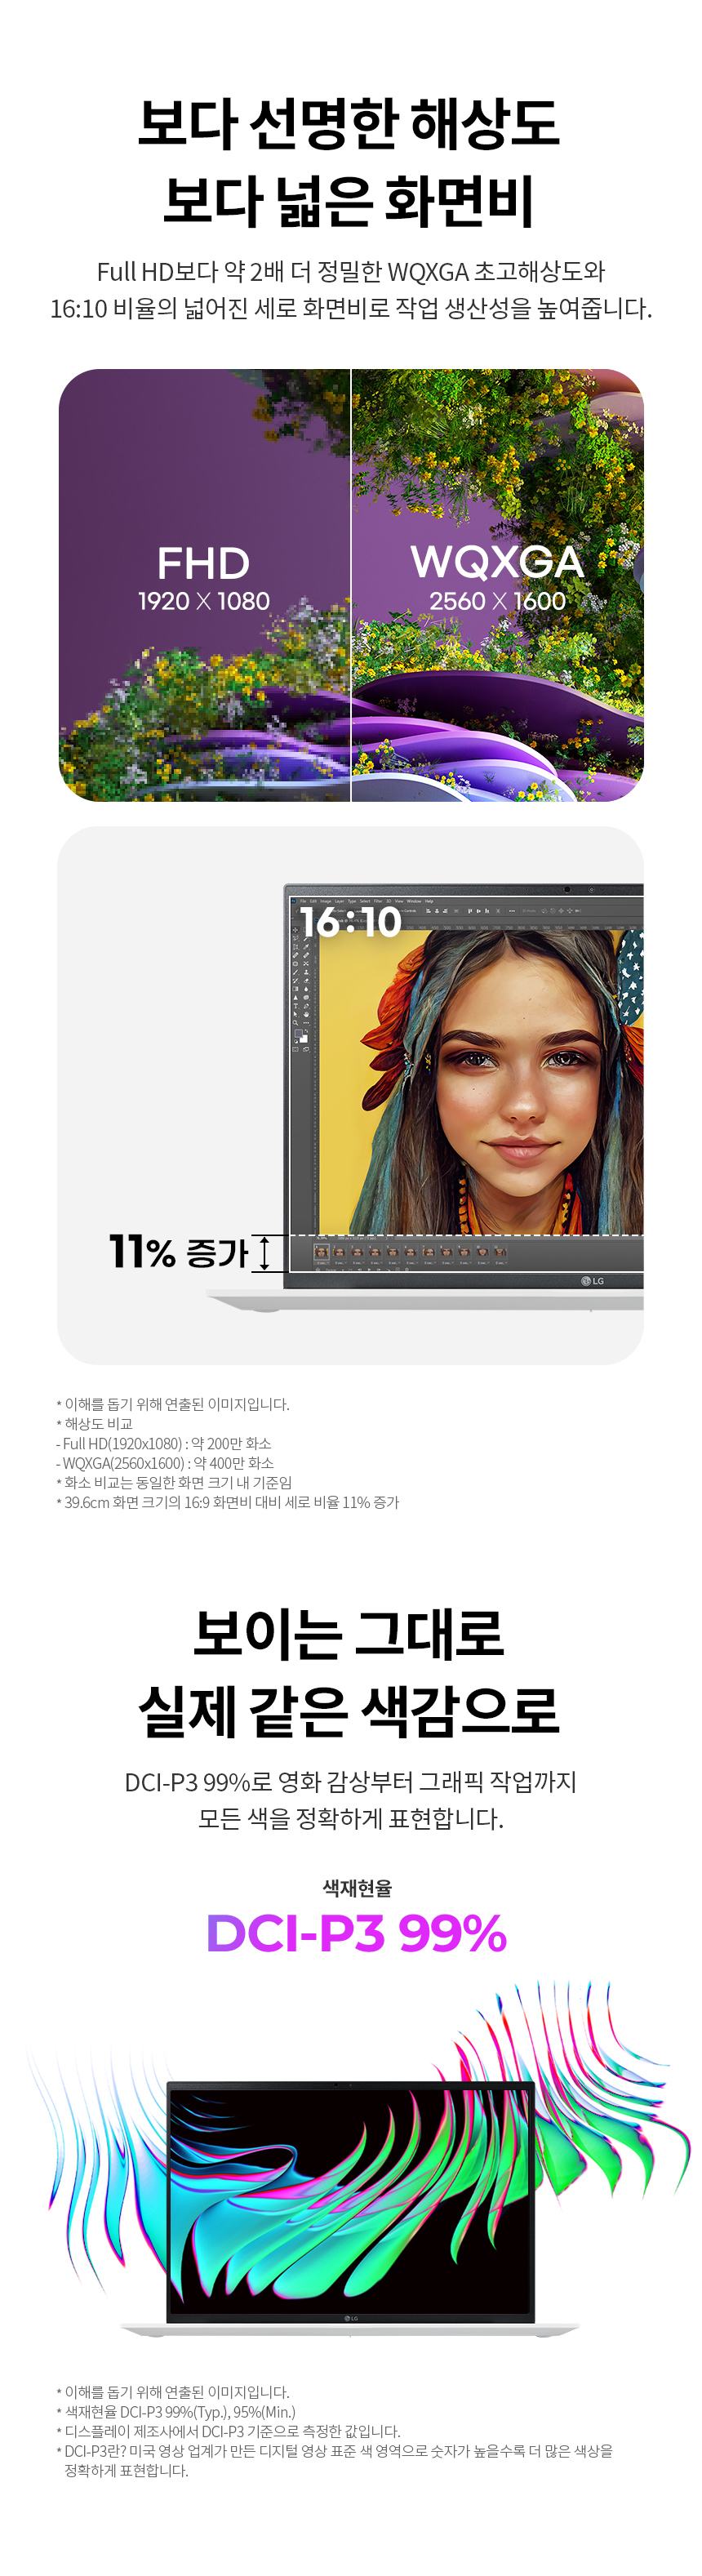 보다 선명한 해상도
보다 넓은 화면비
Full HD보다 약 2배 더 정밀한 WQXGA 초고해상도와
16:10 비율의 넓어진 세로 화면비로 작업 생산성을 높여줍니다.
FHD
1920 X 1080
WQXGA
2560 X 1600
File Edit Image Layer Type Select Filter 3D View Window Help
16:10
11% 증가
LG
* 이해를 돕기 위해 연출된 이미지입니다.
* 해상도 비교
- Full HD(1920x1080) : 약 200만 화소
- WQXGA(2560x1600) : 약 400만 화소
* 화소 비교는 동일한 화면 크기 내 기준임
* 39.6cm 화면 크기의 16:9 화면비 대비 세로 비율 11% 증가
보이는 그대로
실제 같은 색감으로
DCI-P3 99%로 영화 감상부터 그래픽 작업까지
모든 색을 정확하게 표현합니다.
색재현율
DCI-P3 99%
LG
* 이해를 돕기 위해 연출된 이미지입니다.
* 색재현율 DCI-P3 99%(Typ.), 95%(Min.)
* 디스플레이 제조사에서 DCI-P3 기준으로 측정한 값입니다.
* DCI-P3란? 미국 영상 업계가 만든 디지털 영상 표준 색 영역으로 숫자가 높을수록 더 많은 색상을
정확하게 표현합니다.